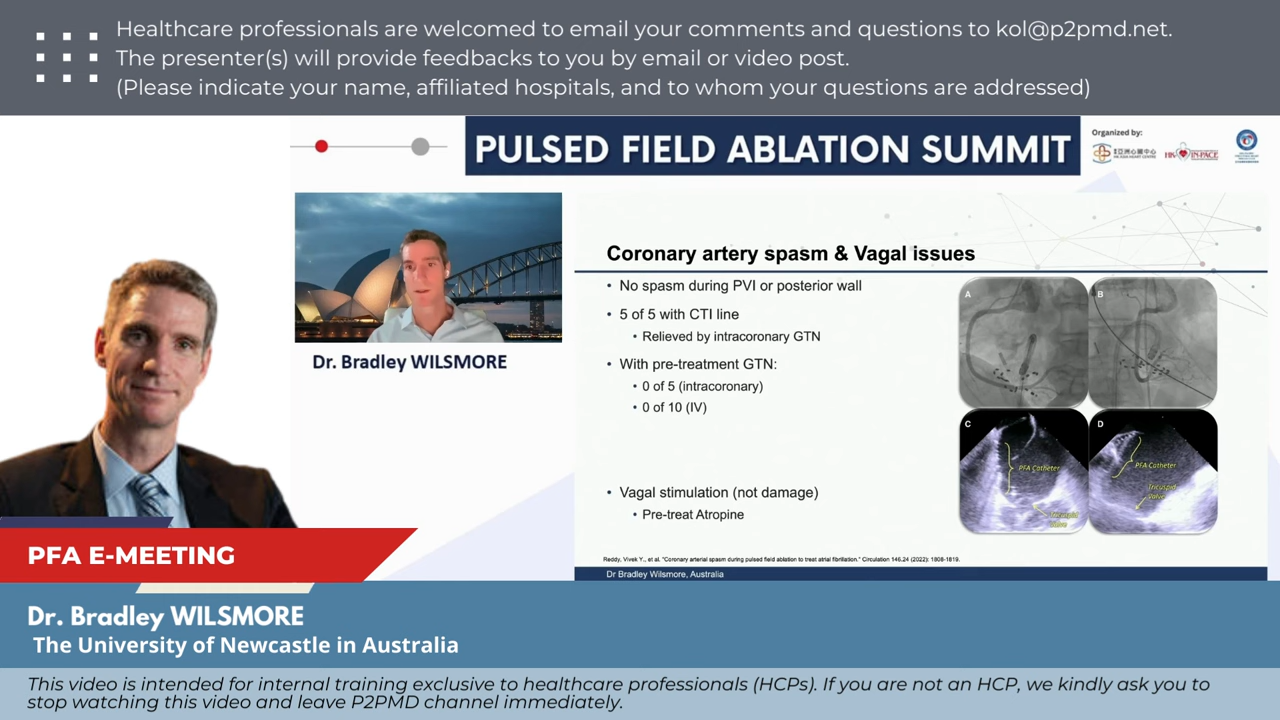 Healthcare professionals are welcomed to email your comments and questions to kol@p2pmd.net.
The presenter(s) will provide feedbacks to you by email or video post.
(Please indicate your name, affiliated hospitals, and to whom your questions are addressed)
PULSED FIELD ABLATION SUMMIT
Organized by:
IN-PACE
Dr. Bradley WILSMORE
Coronary artery spasm & Vagal issues
• No spasm during PVI or posterior wall
• 5 of 5 with CTI line
• Relieved by intracoronary GTN
• With pre-treatment GTN:
• 0 of 5 (intracoronary)
• 0 of 10 (IV)
• Vagal stimulation (not damage)
• Pre-treat Atropine
A
B
C
PFA Catheter
Tricuspid
Valve
D
PFA Catheter
Tricuspid
Valve
Reddy, Vivek Y., et al. "Coronary arterial spasm during pulsed field ablation to treat atrial fibrillation." Circulation 146.24 (2022): 1808-1819.
Dr Bradley Wilsmore, Australia
PFA E-MEETING
Dr. Bradley WILSMORE
The University of Newcastle in Australia
This video is intended for internal training exclusive to healthcare professionals (HCPs). If you are not an HCP, we kindly ask you to
stop watching this video and leave P2PMD channel immediately.